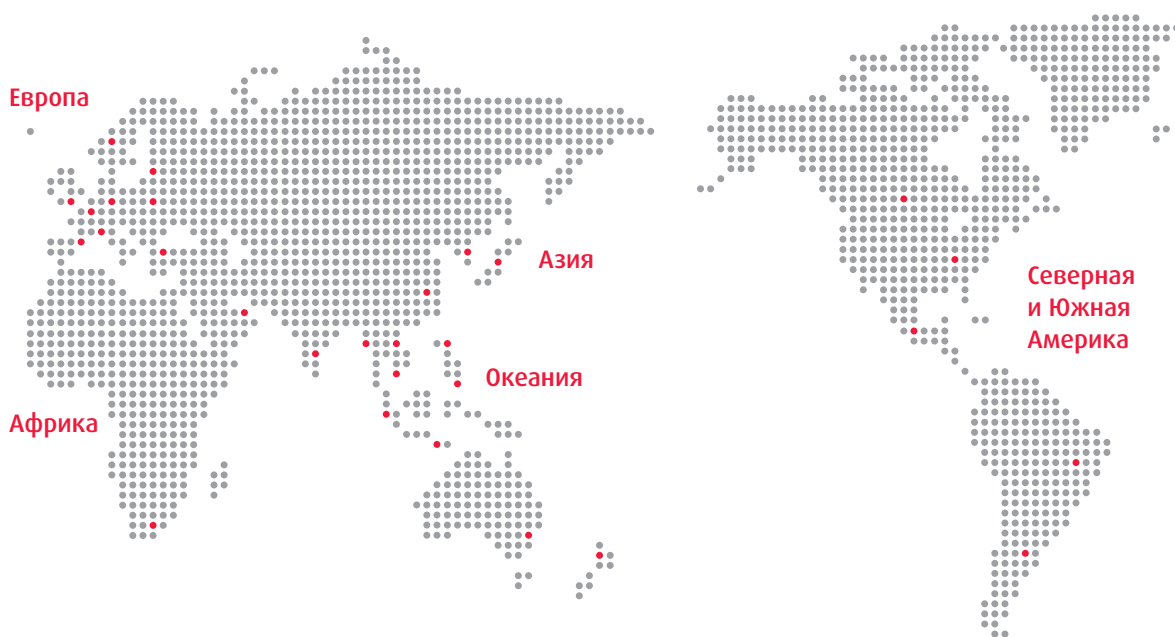 Европа
Азия
Северная
и Южная
Америка
Океания
Африка